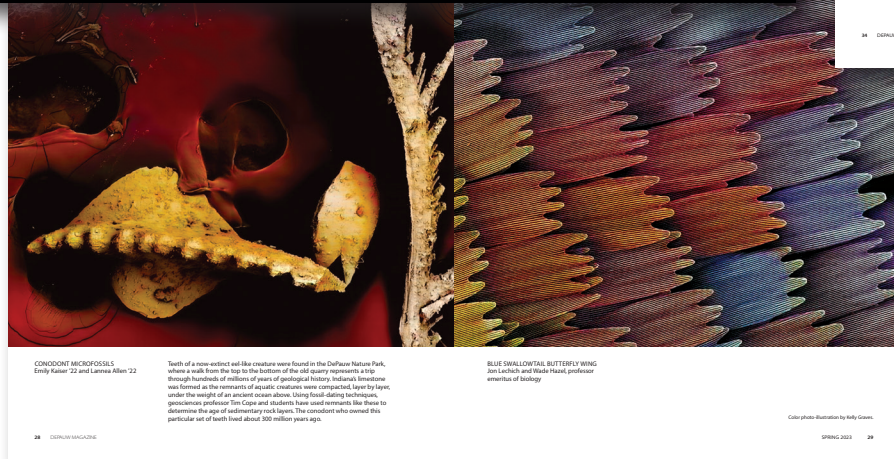 34 DEPAU
CONODONT MICROFOSSILS
Emily Kaiser '22 and Lannea Allen '22
Teeth of a now-extinct eel-like creature were found in the DePauw Nature Park,
where a walk from the top to the bottom of the old quarry represents a trip
through hundreds of millions of years of geological history. Indiana's limestone
was formed as the remnants of aquatic creatures were compacted, layer by layer,
under the weight of an ancient ocean above. Using fossil-dating techniques,
geosciences professor Tim Cope and students have used remnants like these to
determine the age of sedimentary rock layers. The conodont who owned this
particular set of teeth lived about 300 million years ago.
BLUE SWALLOWTAIL BUTTERFLY WING
Jon Lechich and Wade Hazel, professor
emeritus of biology
Color photo-illustration by Kelly Graves.
28 DEPAUW MAGAZINE
SPRING 2023 29